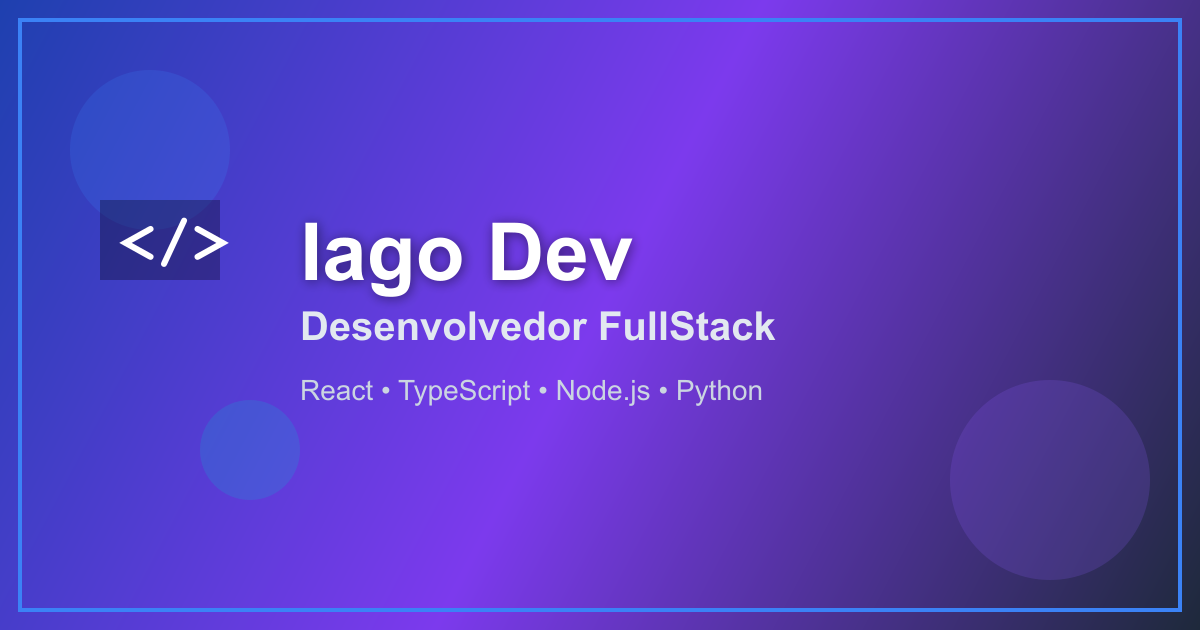 </>
Iago Dev
Desenvolvedor FullStack
React • TypeScript • Node.js • Python